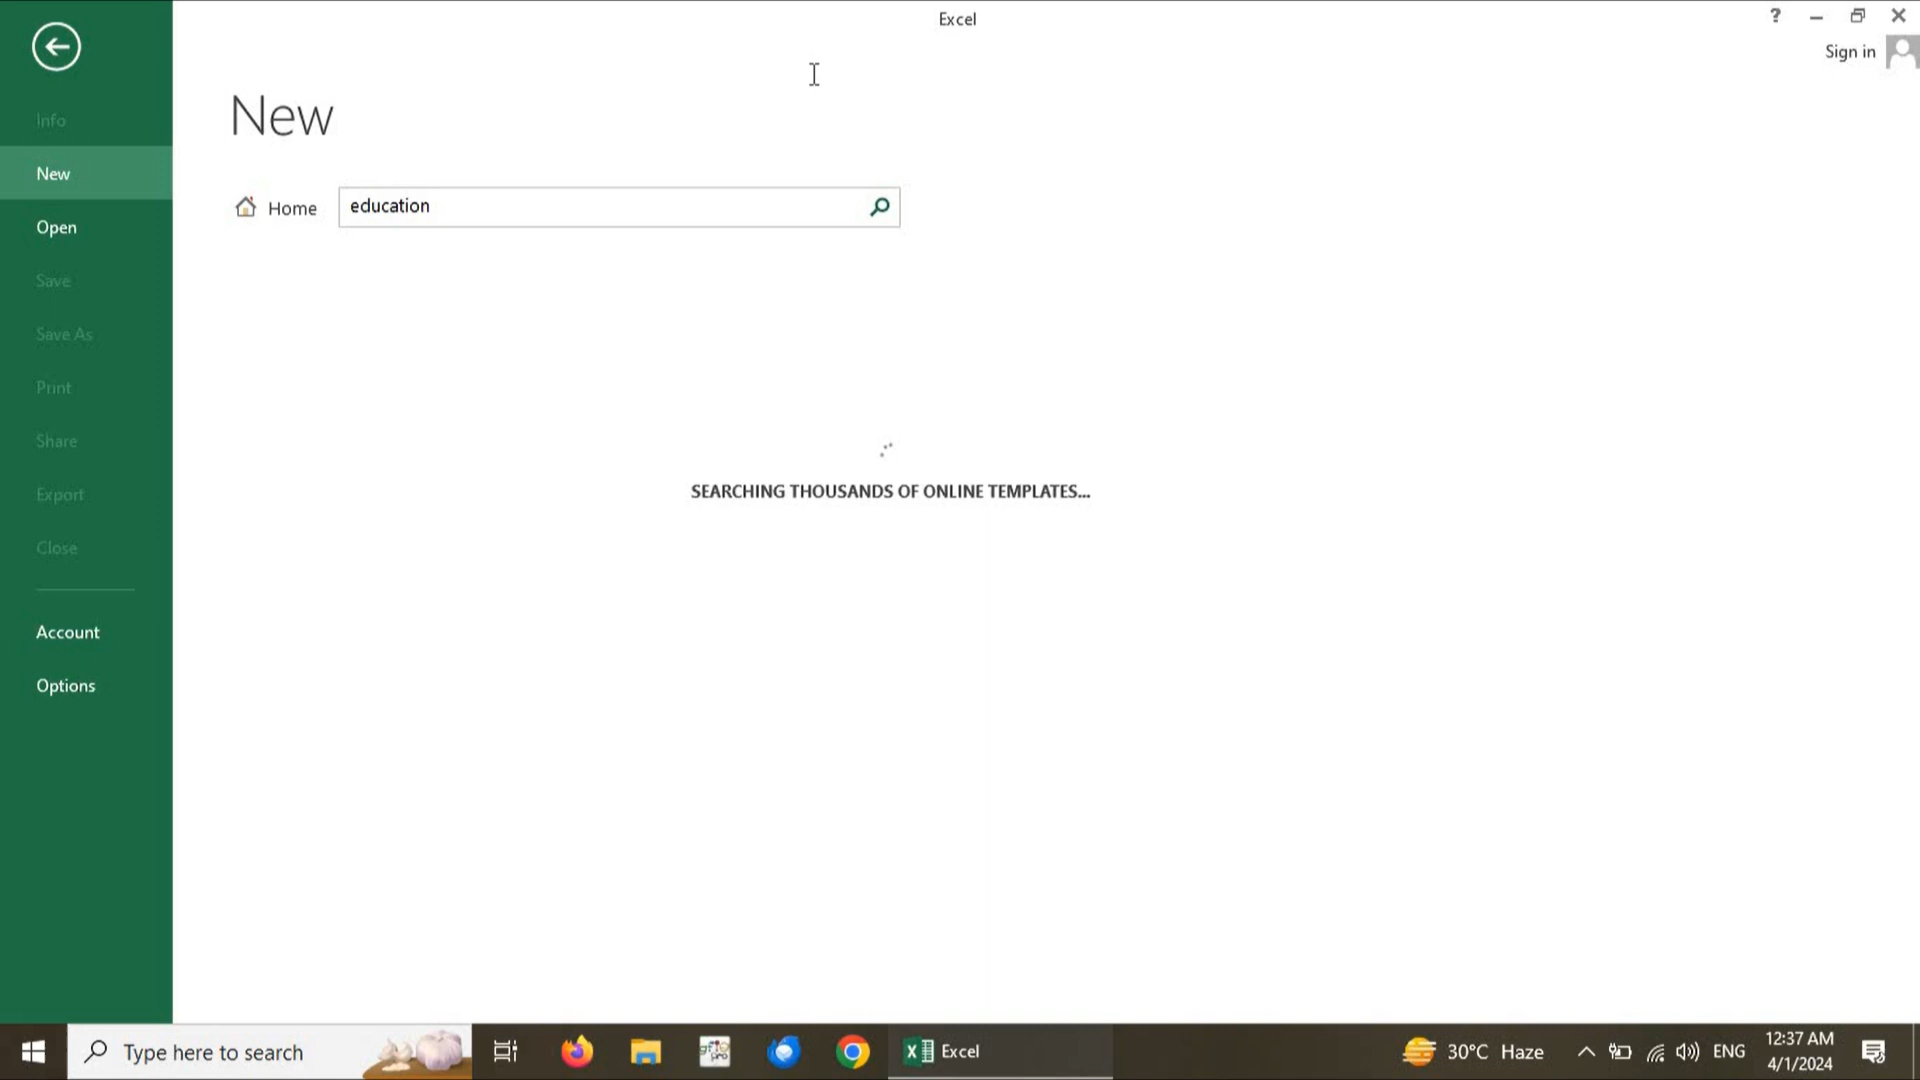 Excel
?
Sign in
Info
New
New
Home
education
Open
Save
Save As
Print
Share
Export
Close
SEARCHING THOUSANDS OF ONLINE TEMPLATES...
Account
Options
Type here to search
Excel
30°C Haze
ENG
12:37 AM
4/1/2024